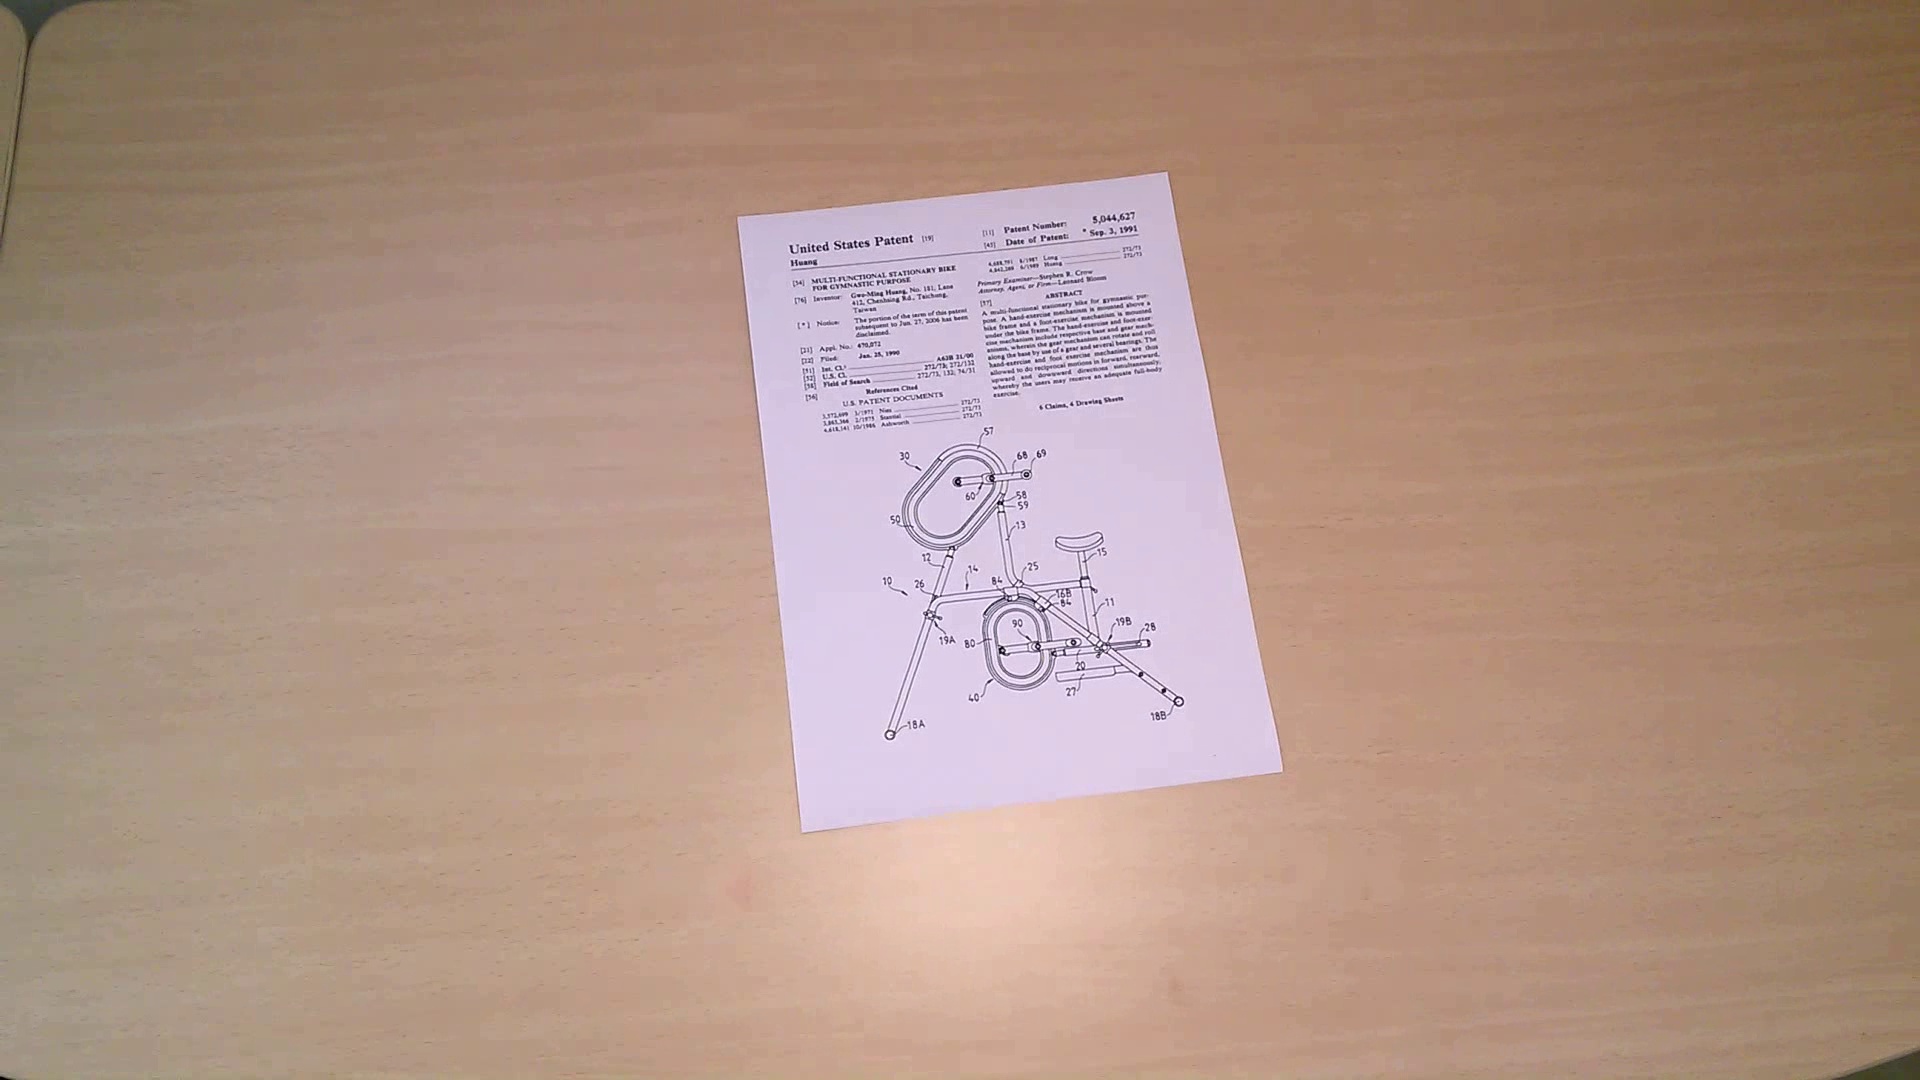 United States Patent [19]
Huang
[11] Patent Number: 5,044,627
[45] Date of Patent: * Sep. 3, 1991
[54] MULTI-FUNCTIONAL STATIONARY BIKE
FOR GYMNASTIC PURPOSE
[76] Inventor: Gwo-Ming Huang, No. 181, Lane
412, Chenhsing Rd., Taichung,
Taiwan
[*] Notice: The portion of the term of this patent
subsequent to Jun. 27, 2006 has been
disclaimed.
[21] Appl. No.: 470,072
[22] Filed: Jan. 25, 1990
[51] Int. Cl.⁵ A63B 21/00
[52] U.S. Cl. 272/73; 272/132
[58] Field of Search 272/73, 132; 74/31
[56] References Cited
U.S. PATENT DOCUMENTS
3,572,699 3/1971 Nies 272/73
3,865,366 2/1975 272/73
4,618,141 10/1986 Ashworth 272/73
4,688,791 8/1987 Long 272/73
4,842,268 6/1989 Huang 272/73
Primary Examiner—Stephen R. Crow
Attorney, Agent, or Firm—Leonard Bloom
[57] ABSTRACT
A multi-functional stationary bike for gymnastic pur-
pose. A hand-exercise mechanism is mounted above a
bike frame and a foot-exercise mechanism is mounted
under the bike frame. The hand-exercise and foot-exer-
cise mechanism include respective base and gear mech-
anisms, wherein the gear mechanism can rotate and roll
along the base by use of a gear and several bearings. The
hand-exercise and foot exercise mechanism are thus
allowed to do reciprocal motions in forward, rearward,
upward and downward directions simultaneously,
whereby the users may receive an adequate full-body
exercise.
6 Claims, 4 Drawing Sheets
57
30
68 69
60
58
59
50
13
12
15
25
14
10
26
84
16B
84
11
90
19B
28
19A
80
20
27
40
18B
18A